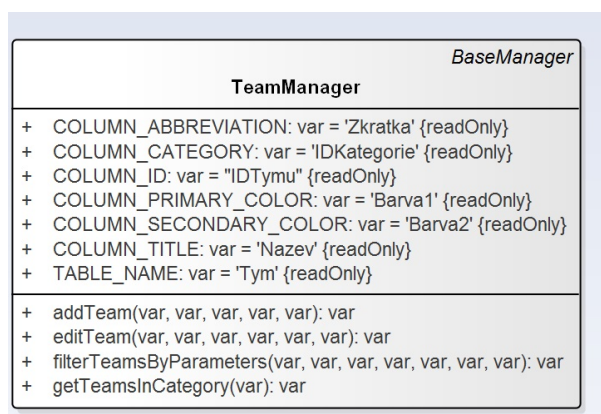 BaseManager
TeamManager
+ COLUMN_ABBREVIATION: var = 'Zkratka' {readOnly}
+ COLUMN_CATEGORY: var = 'IDKategorie' {readOnly}
+ COLUMN_ID: var = "IDTymu" {readOnly}
+ COLUMN_PRIMARY_COLOR: var = 'Barva1' {readOnly}
+ COLUMN_SECONDARY_COLOR: var = 'Barva2' {readOnly}
+ COLUMN_TITLE: var = 'Nazev' {readOnly}
+ TABLE_NAME: var = 'Tym' {readOnly}
+ addTeam(var, var, var, var, var): var
+ editTeam(var, var, var, var, var, var): var
+ filterTeamsByParameters(var, var, var, var, var, var, var): var
+ getTeamsInCategory(var): var